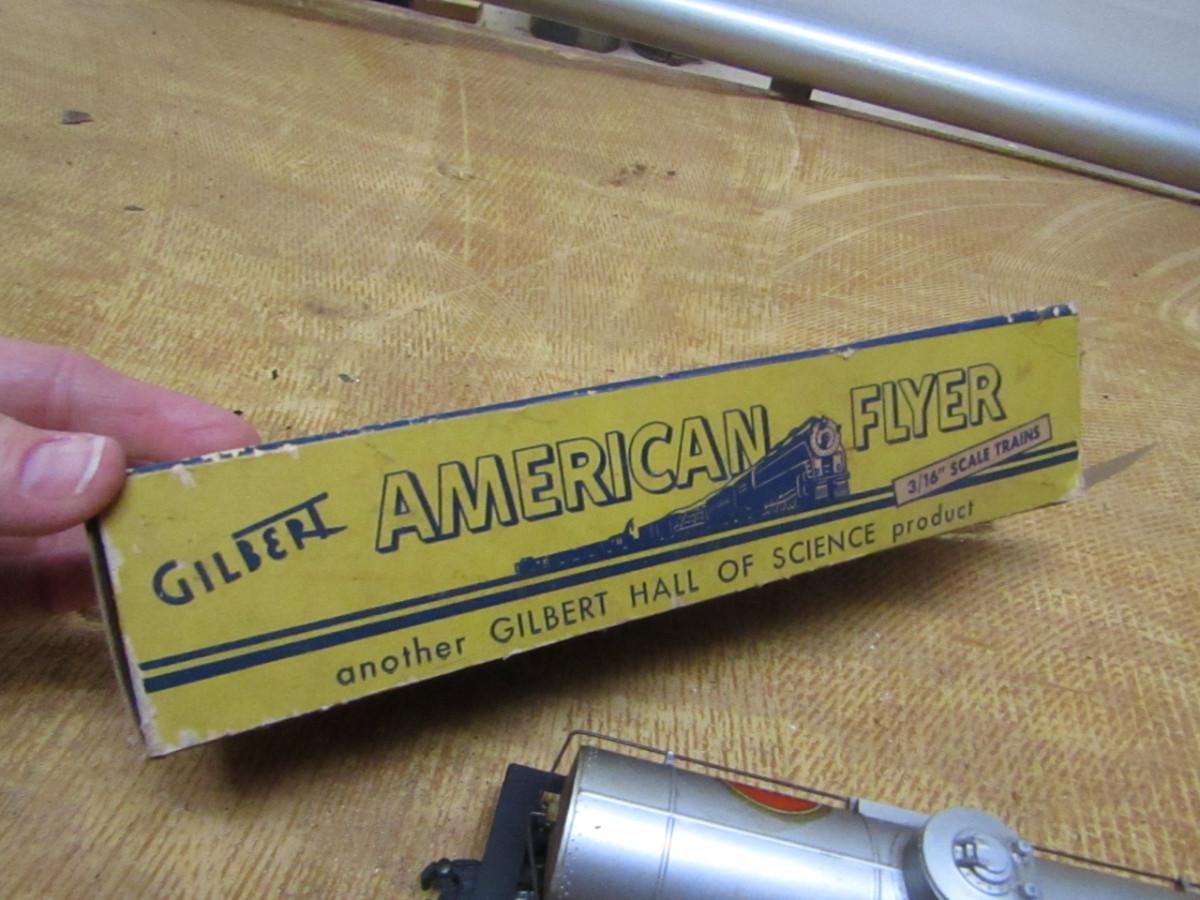 GILBERT
AMERICAN FLYER
3/16" SCALE TRAINS
another GILBERT HALL OF SCIENCE product